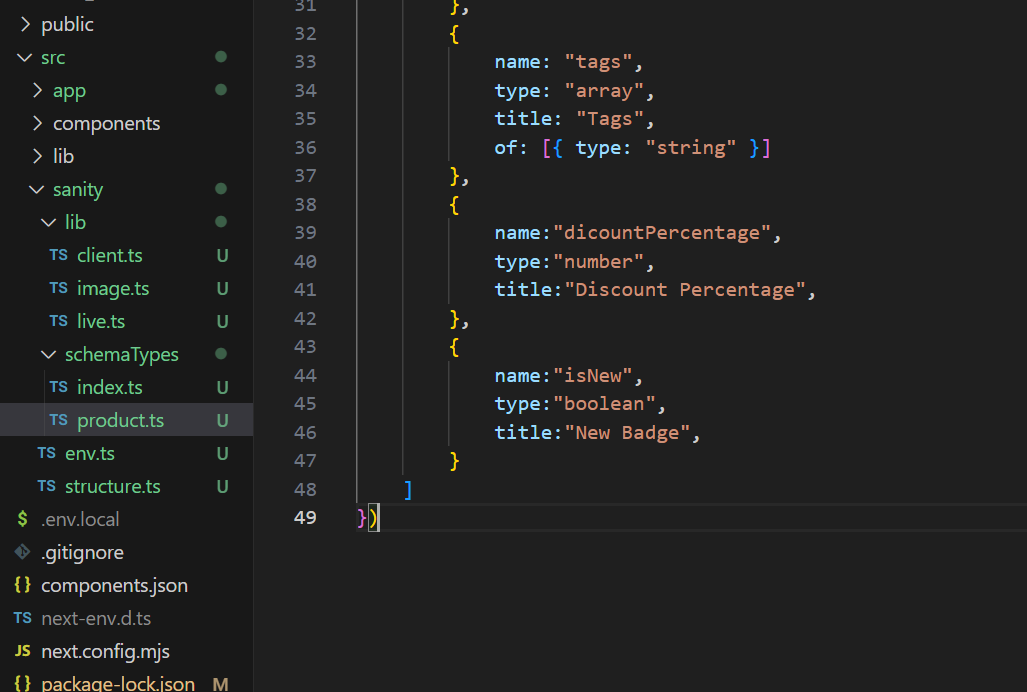 public
src
app
components
lib
sanity
lib
TS client.ts U
TS image.ts U
TS live.ts U
schemaTypes
TS index.ts U
TS product.ts U
TS env.ts U
TS structure.ts U
$ .env.local
.gitignore
{} components.json
TS next-env.d.ts
JS next.config.mjs
{} package-lock.json M
31 },
32 {
33 name: "tags",
34 type: "array",
35 title: "Tags",
36 of: [{ type: "string" }]
37 },
38 {
39 name:"dicountPercentage",
40 type:"number",
41 title:"Discount Percentage",
42 },
43 {
44 name:"isNew",
45 type:"boolean",
46 title:"New Badge",
47 }
48 ]
49 })